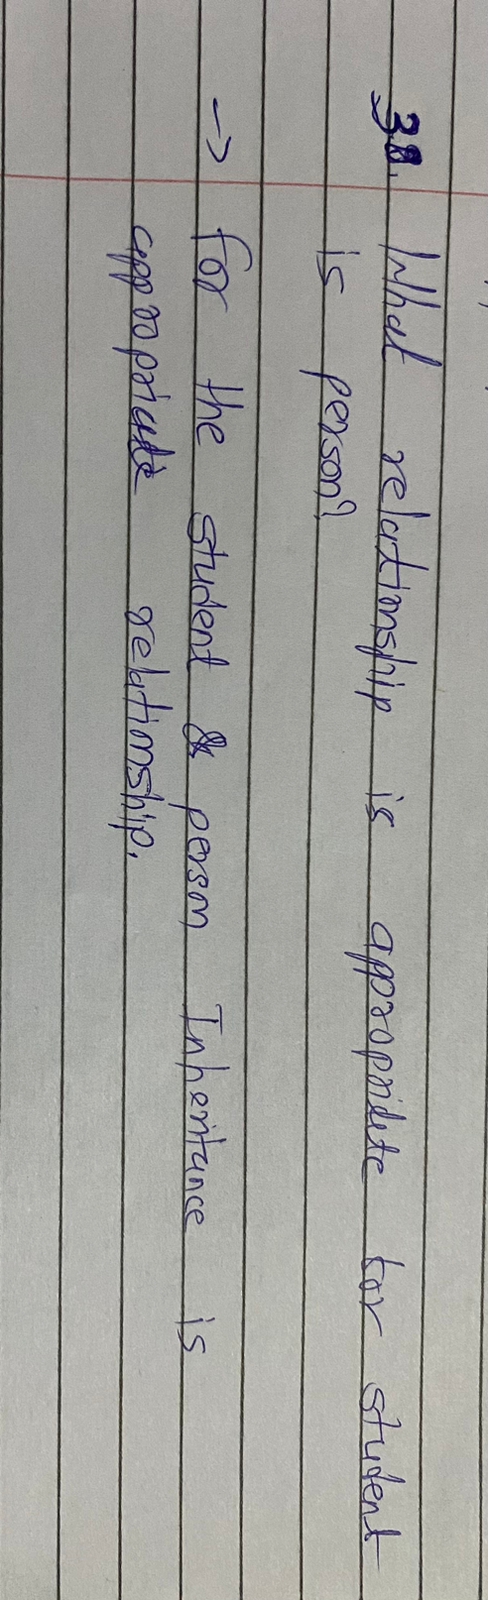 38. What relationship is appropriate for student
is person?
→ for the student & person Inheritance is
appropriate relationship.